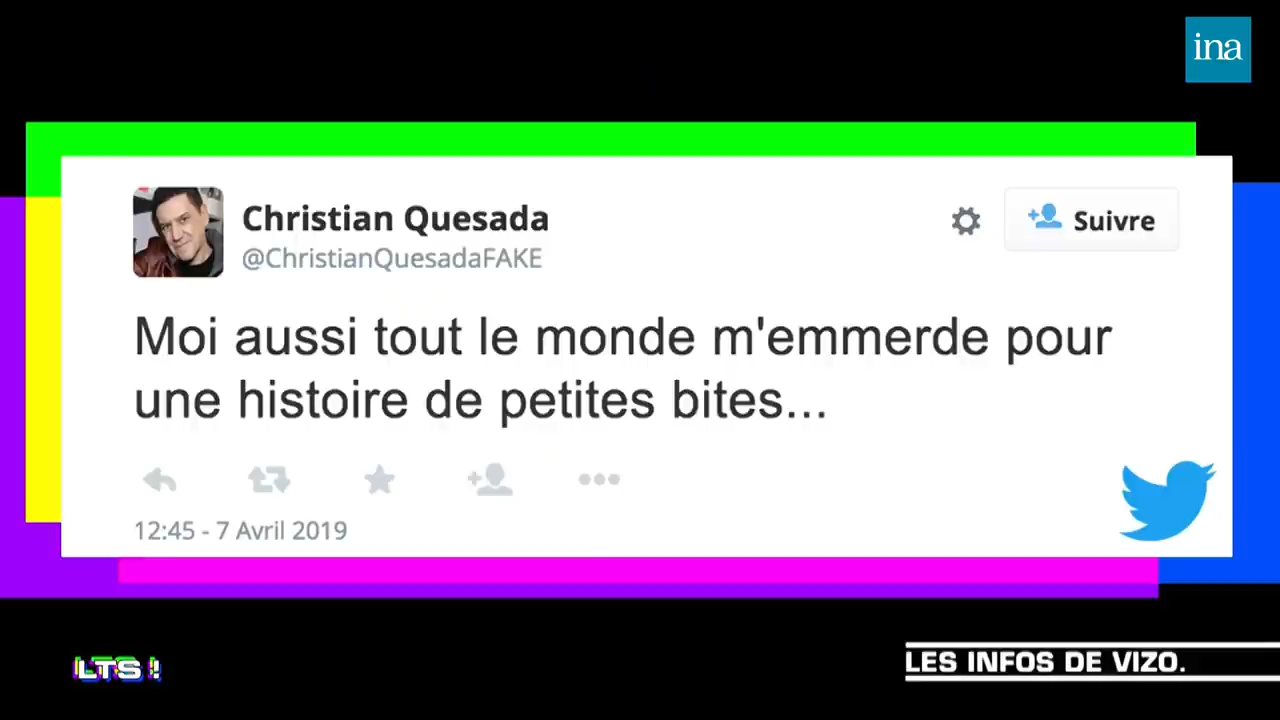 ina
Christian Quesada
@ChristianQuesadaFAKE
Suivre
Moi aussi tout le monde m'emmerde pour
une histoire de petites bites...
12:45 - 7 Avril 2019
LTS !
LES INFOS DE VIZO.